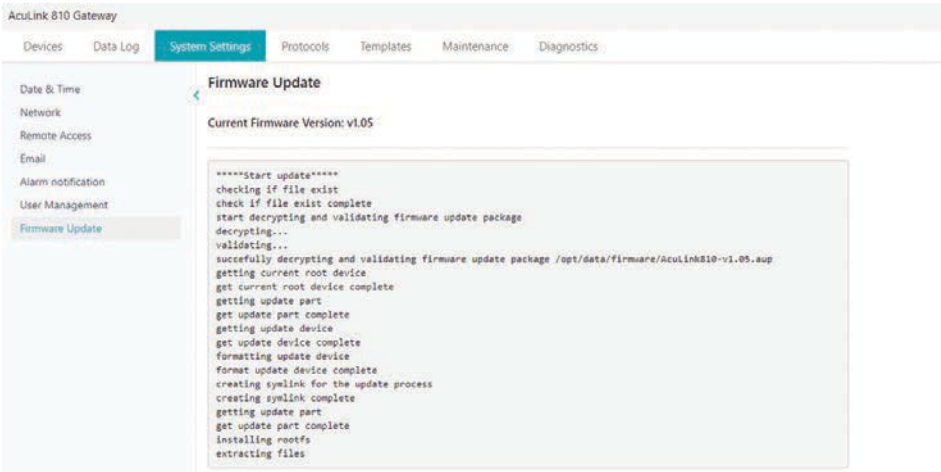 AcuLink 810 Gateway
Devices Data Log System Settings Protocols Templates Maintenance Diagnostics
Date & Time
Network
Remote Access
Email
Alarm notification
User Management
Firmware Update
Firmware Update
Current Firmware Version: v1.05
*****Start update*****
checking if file exist
check if file exist complete
start decrypting and validating firmware update package
decrypting...
validating...
succefully decrypting and validating firmware update package /opt/data/firmware/AcuLink810-v1.05.aup
getting current root device
get current root device complete
getting update part
get update part complete
getting update device
get update device complete
formatting update device
format update device complete
creating symlink for the update process
creating symlink complete
getting update part
get update part complete
installing rootfs
extracting files